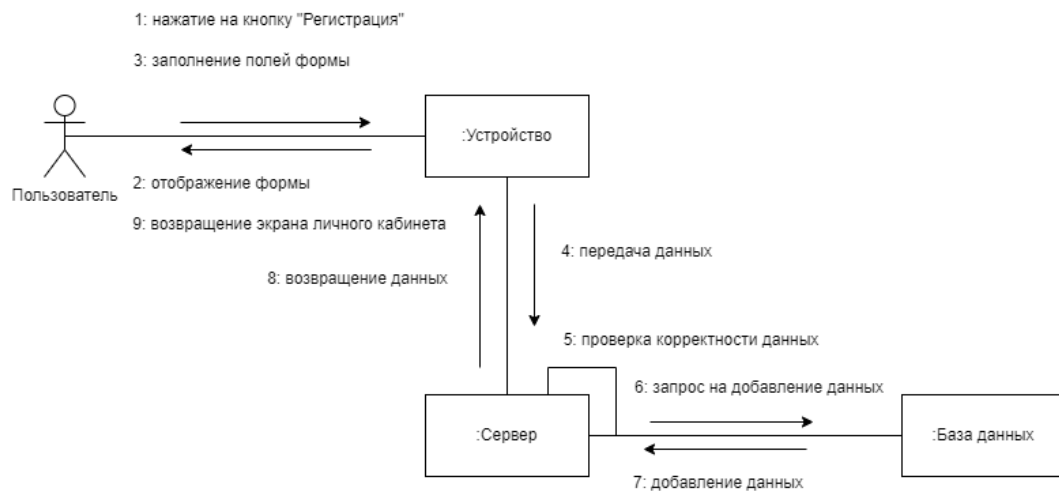 1: нажатие на кнопку "Регистрация"
3: заполнение полей формы
:Устройство
Пользователь
2: отображение формы
9: возвращение экрана личного кабинета
4: передача данных
8: возвращение данных
5: проверка корректности данных
6: запрос на добавление данных
:Сервер
:База данных
7: добавление данных